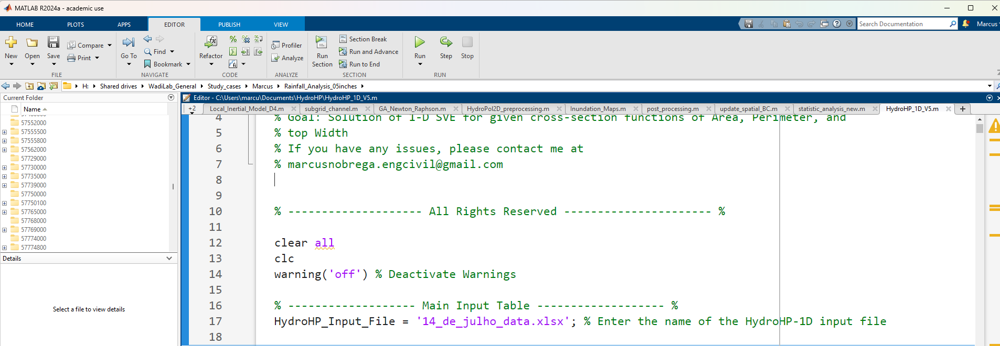 MATLAB R2024a - academic use
HOME PLOTS APPS EDITOR PUBLISH VIEW
Search Documentation
Marcus
New
Open
Save
Compare
Print
FILE
Go To
Find
Bookmark
NAVIGATE
Refactor
CODE
Profiler
Analyze
ANALYZE
Run
Section
Section Break
Run and Advance
Run to End
SECTION
Run
Step
Stop
RUN
H: Shared drives WadiLab_General Study_cases Marcus Rainfall_Analysis_05inches
Current Folder
Name
57552000
57555500
57555800
57562000
57729000
57730000
57735000
57739000
57750000
57750100
57765000
57768000
57769000
57774000
57774800
Details
Select a file to view details
Editor - C:\Users\marcu\Documents\HydroHP\HydroHP_1D_V5.m
+2 Local_Inertial_Model_D4.m subgrid_channel.m GA_Newton_Raphson.m HydroPol2D_preprocessing.m Inundation_Maps.m post_processing.m update_spatial_BC.m statistic_analysis_new.m HydroHP_1D_V5.m
4 % Goal: Solution of 1-D SVE for given cross-section functions of Area, Perimeter, and
5 % top Width
6 % If you have any issues, please contact me at
7 % marcusnobrega.engcivil@gmail.com
8
9
10 % -------------------- All Rights Reserved ---------------------- %
11
12 clear all
13 clc
14 warning('off') % Deactivate Warnings
15
16 % ------------------- Main Input Table ------------------- %
17 HydroHP_Input_File = '14_de_julho_data.xlsx'; % Enter the name of the HydroHP-1D input file
18